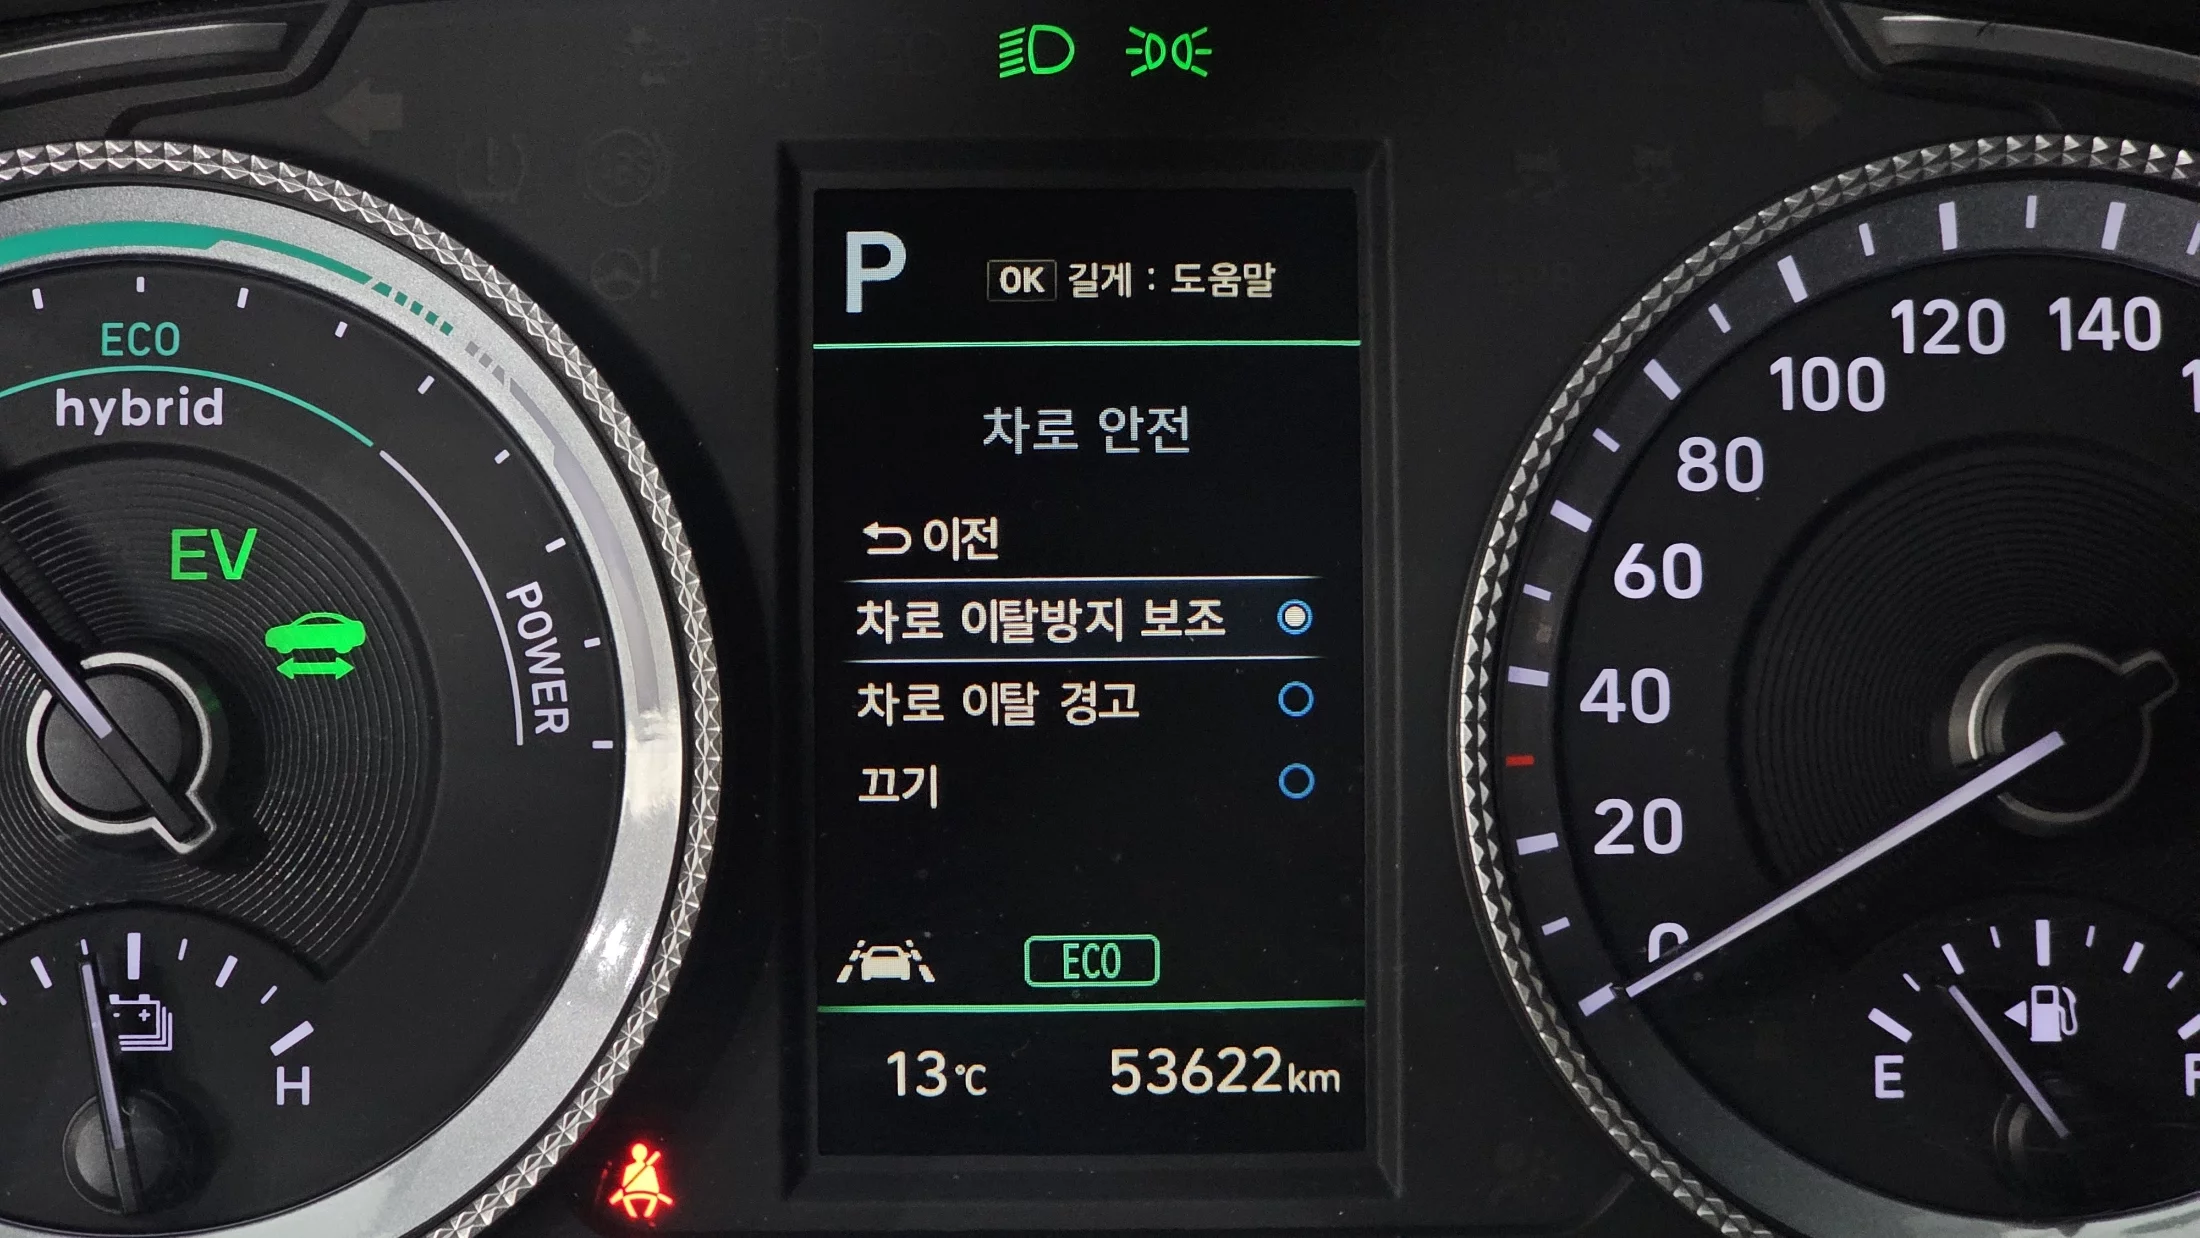 P
OK 길게 : 도움말
차로 안전
이전
차로 이탈방지 보조
차로 이탈 경고
끄기
ECO
13℃ 53622km
ECO
hybrid
EV
POWER
H
140
120
100
80
60
40
20
0
E